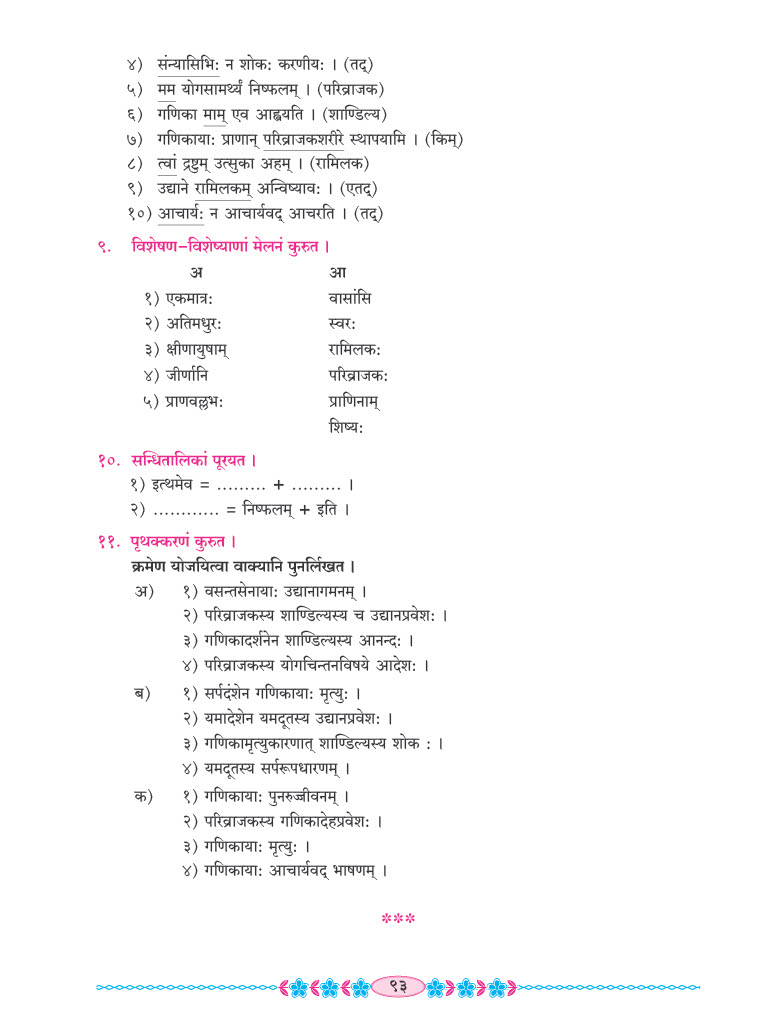 ४) संन्यासिभिः न शोकः करणीयः । (तद्)
५) मम योगसामर्थ्यं निष्फलम् । (परिव्राजक)
६) गणिका माम् एव आह्वयति । (शाण्डिल्य)
७) गणिकायाः प्राणान् परिव्राजकशरीरे स्थापयामि । (किम्)
८) त्वां द्रष्टुम् उत्सुका अहम् । (रामिलक)
९) उद्याने रामिलकम् अन्विष्यावः । (एतद्)
१०) आचार्यः न आचार्यवद् आचरति । (तद्)
९. विशेषण-विशेष्याणां मेलनं कुरुत ।
अ आ
१) एकमात्रः वासांसि
२) अतिमधुरः स्वरः
३) क्षीणायुषाम् रामिलकः
४) जीर्णानि परिव्राजकः
५) प्राणवल्लभः प्राणिनाम्
शिष्यः
१०. सन्धितालिकां पूरयत ।
१) इत्थमेव = ......... + ......... ।
२) ............ = निष्फलम् + इति ।
११. पृथक्करणं कुरुत ।
क्रमेण योजयित्वा वाक्यानि पुनर्लिखत ।
अ) १) वसन्तसेनायाः उद्यानागमनम् ।
२) परिव्राजकस्य शाण्डिल्यस्य च उद्यानप्रवेशः ।
३) गणिकादर्शनेन शाण्डिल्यस्य आनन्दः ।
४) परिव्राजकस्य योगचिन्तनविषये आदेशः ।
ब) १) सर्पदंशेन गणिकायाः मृत्युः ।
२) यमादेशेन यमदूतस्य उद्यानप्रवेशः ।
३) गणिकामृत्युकारणात् शाण्डिल्यस्य शोक : ।
४) यमदूतस्य सर्परूपधारणम् ।
क) १) गणिकायाः पुनरुज्जीवनम् ।
२) परिव्राजकस्य गणिकादेहप्रवेशः ।
३) गणिकायाः मृत्युः ।
४) गणिकायाः आचार्यवद् भाषणम् ।
***
९३